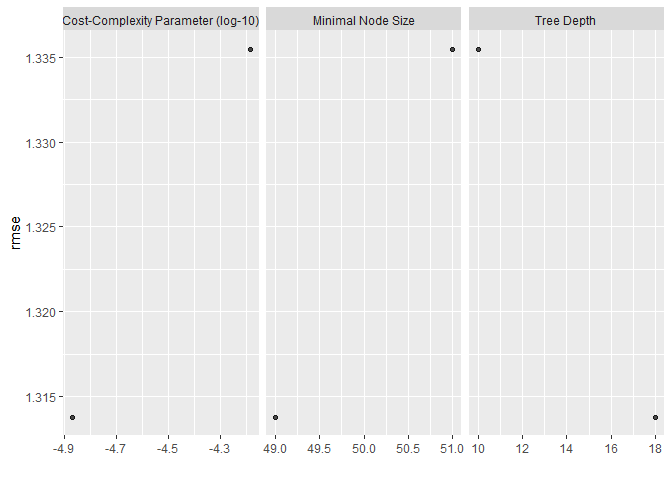 Cost-Complexity Parameter (log-10) Minimal Node Size Tree Depth
1.335
1.330
1.325
rmse
1.320
1.315
-4.9 -4.7 -4.5 -4.3 49.0 49.5 50.0 50.5 51.0 10 12 14 16 18